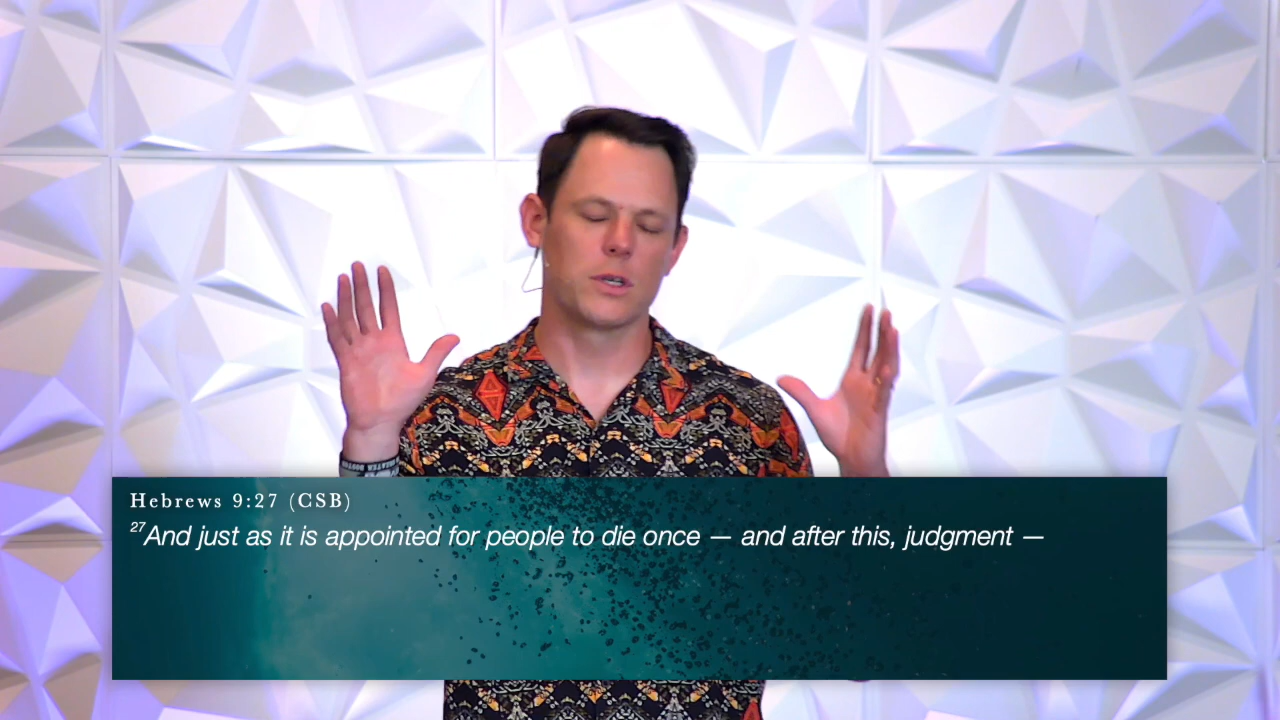 Hebrews 9:27 (CSB)
27And just as it is appointed for people to die once — and after this, judgment —